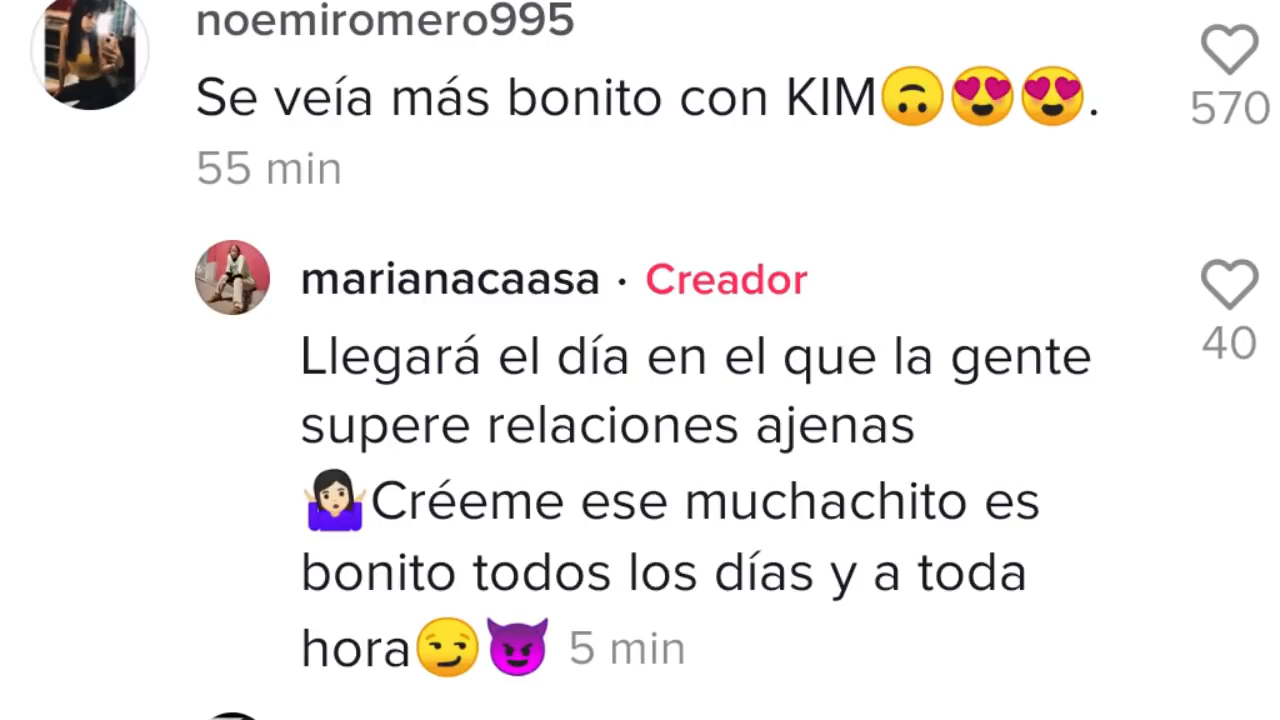 noemiromero995
Se veía más bonito con KIM🙃😍😍.
570
55 min
marianacaasa · Creador
Llegará el día en el que la gente
40
supere relaciones ajenas
🤷🏻‍♀️Créeme ese muchachito es
bonito todos los días y a toda
hora😏😈 5 min